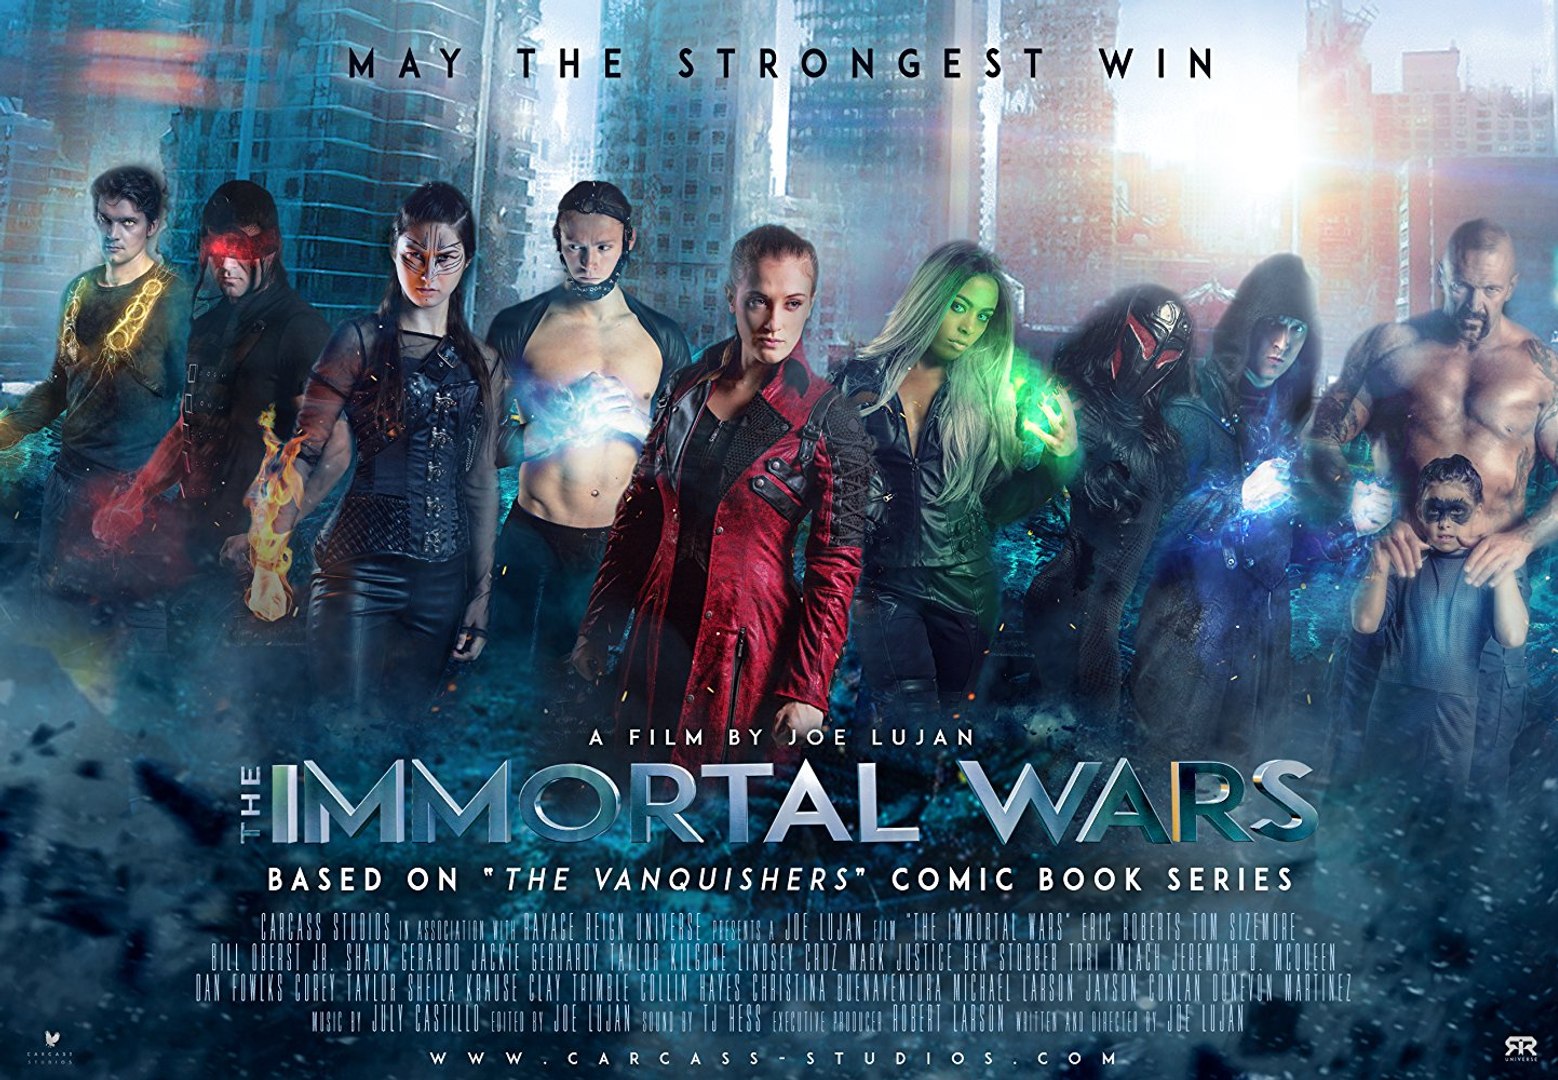 MAY THE STRONGEST WIN
A FILM BY JOE LUJAN
THE IMMORTAL WARS
BASED ON "THE VANQUISHERS" COMIC BOOK SERIES
CARCASS STUDIOS IN ASSOCIATION WITH RAVAGE REIGN UNIVERSE PRESENTS A JOE LUJAN FILM "THE IMMORTAL WARS" ERIC ROBERTS TOM SIZEMORE
BILL OBERST JR. SHAUN GERARDO JACKIE GERHARDY TAYLOR KILGORE LINDSEY CRUZ MARK JUSTICE BEN STOBBER TORI IMLACH JEREMIAH B. MCQUEEN
DAN FOWLKS COREY TAYLOR SHEILA KRAUSE CLAY TRIMBLE COLLIN HAYES CHRISTINA BUENAVENTURA MICHAEL LARSON JAYSON CONLAN DONEVON MARTINEZ
MUSIC BY JULY CASTILLO EDITED BY JOE LUJAN SOUND BY TJ HESS EXECUTIVE PRODUCER ROBERT LARSON WRITTEN AND DIRECTED BY JOE LUJAN
WWW.CARCASS-STUDIOS.COM
CARCASS
STUDIOS
RR
UNIVERSE